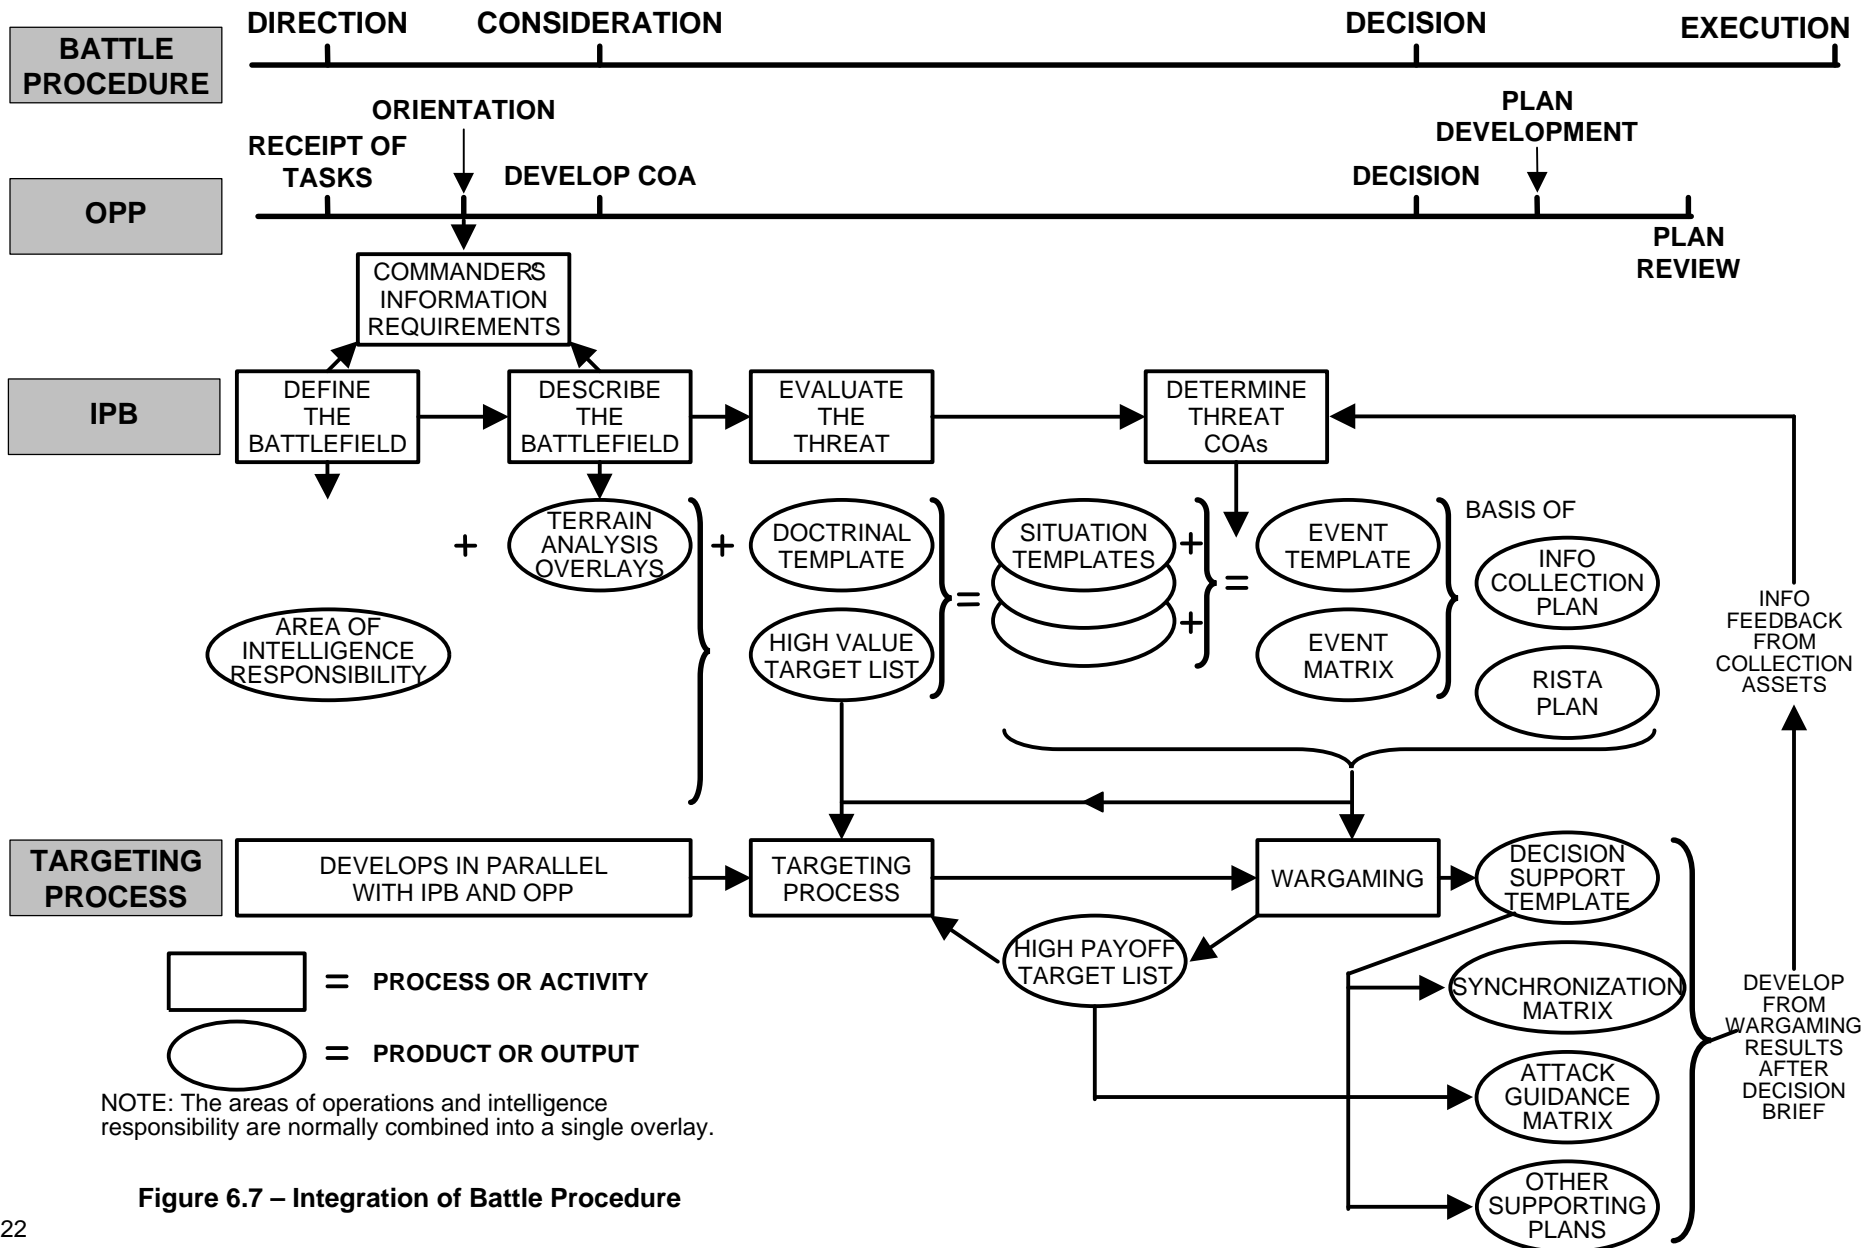 DIRECTION
CONSIDERATION
DECISION
EXECUTION
BATTLE
PROCEDURE
ORIENTATION
PLAN
DEVELOPMENT
RECEIPT OF
TASKS
DEVELOP COA
DECISION
OPP
PLAN
REVIEW
COMMANDER'S
INFORMATION
REQUIREMENTS
IPB
DEFINE
THE
BATTLEFIELD
DESCRIBE
THE
BATTLEFIELD
EVALUATE
THE
THREAT
DETERMINE
THREAT
COAs
+
TERRAIN
ANALYSIS
OVERLAYS
+
DOCTRINAL
TEMPLATE
=
SITUATION
TEMPLATES
+
+
=
EVENT
TEMPLATE
BASIS OF
INFO
COLLECTION
PLAN
AREA OF
INTELLIGENCE
RESPONSIBILITY
HIGH VALUE
TARGET LIST
EVENT
MATRIX
RISTA
PLAN
INFO
FEEDBACK
FROM
COLLECTION
ASSETS
TARGETING
PROCESS
DEVELOPS IN PARALLEL
WITH IPB AND OPP
TARGETING
PROCESS
WARGAMING
DECISION
SUPPORT
TEMPLATE
HIGH PAYOFF
TARGET LIST
SYNCHRONIZATION
MATRIX
ATTACK
GUIDANCE
MATRIX
OTHER
SUPPORTING
PLANS
DEVELOP
FROM
WARGAMING
RESULTS
AFTER
DECISION
BRIEF
= PROCESS OR ACTIVITY
= PRODUCT OR OUTPUT
NOTE: The areas of operations and intelligence
responsibility are normally combined into a single overlay.
Figure 6.7 – Integration of Battle Procedure
22